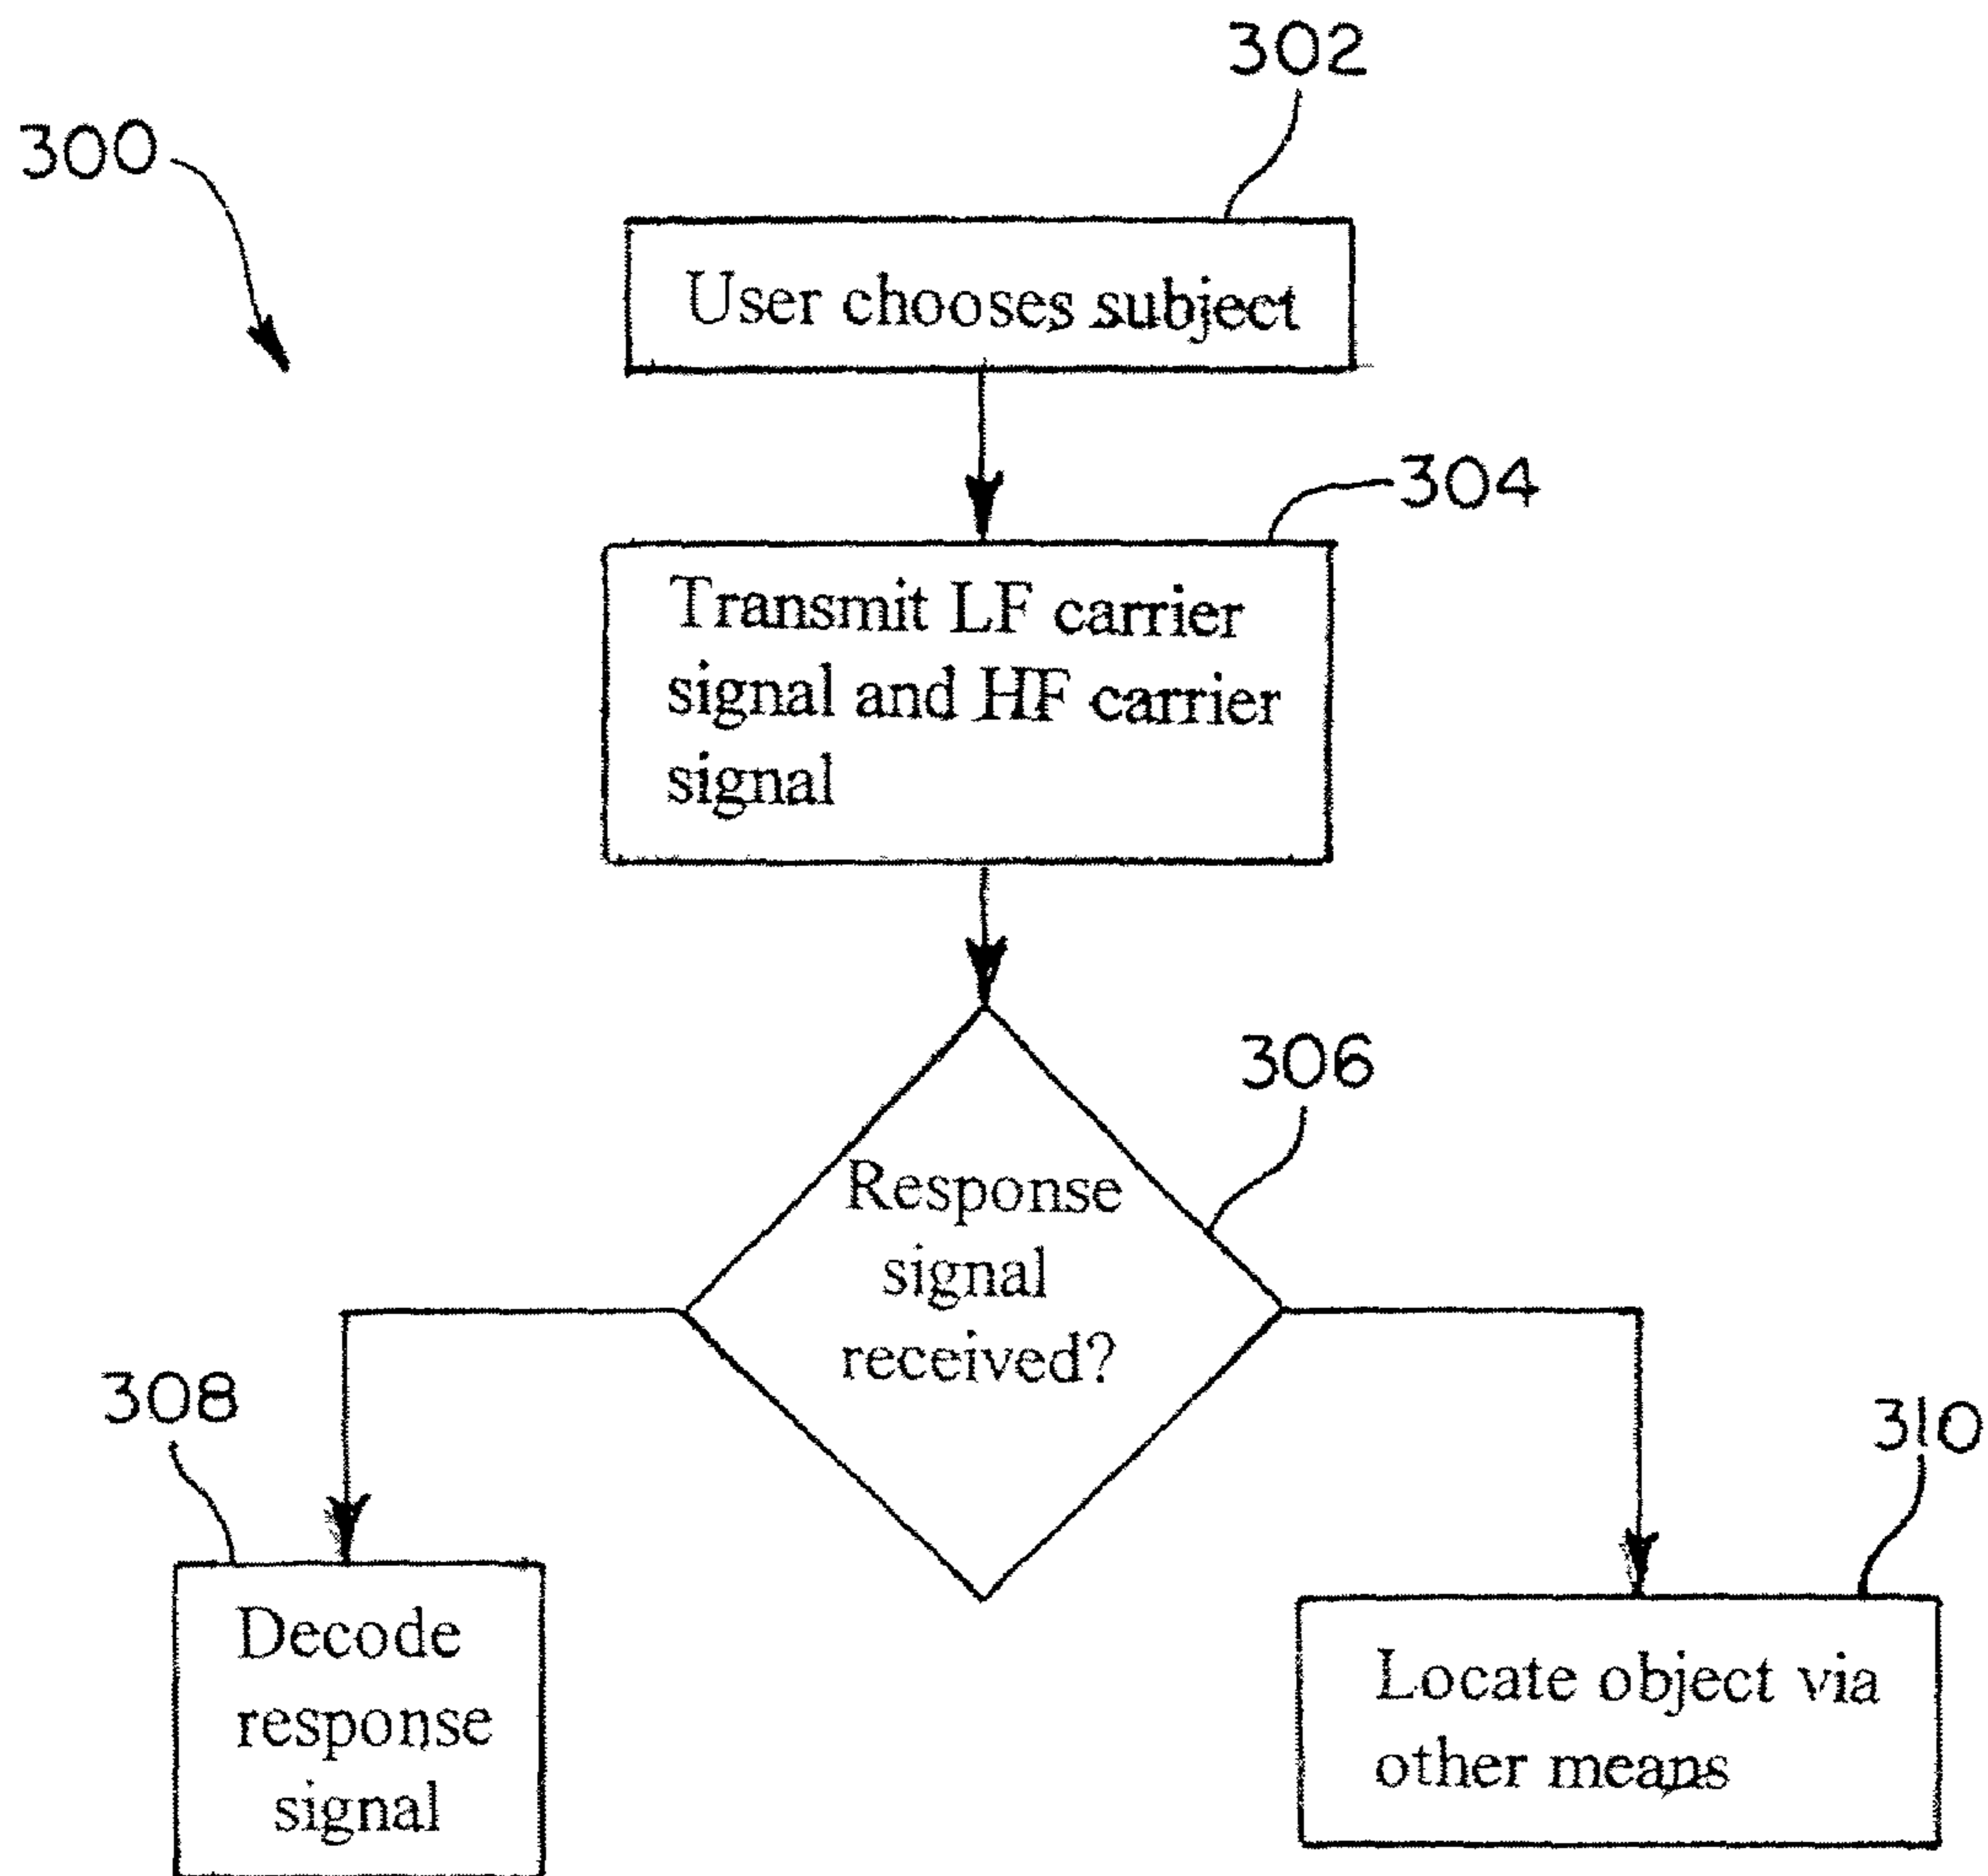 302
300
User chooses subject
304
Transmit LF carrier
signal and HF carrier
signal
306
Response
signal
received?
308
310
Decode
response
signal
Locate object via
other means